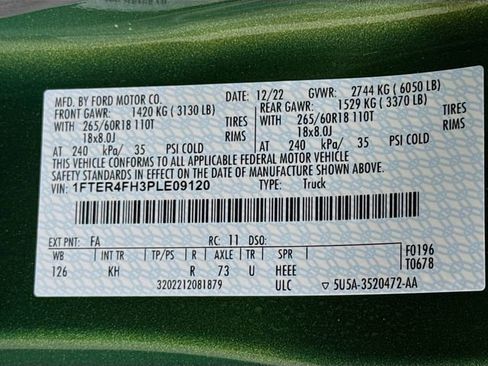 MFD. BY FORD MOTOR CO. DATE: 12/22 GVWR: 2744 KG ( 6050 LB)
FRONT GAWR: 1420 KG ( 3130 LB) REAR GAWR: 1529 KG ( 3370 LB)
WITH 265/60R18 110T WITH 265/60R18 110T
18x8.0J TIRES RIMS 18x8.0J TIRES RIMS
AT 240 kPa/ 35 PSI COLD AT 240 kPa/ 35 PSI COLD
THIS VEHICLE CONFORMS TO ALL APPLICABLE FEDERAL MOTOR VEHICLE
SAFETY STANDARDS IN EFFECT ON THE DATE OF MANUFACTURE SHOWN ABOVE.
VIN: 1FTER4FH3PLE09120 TYPE: Truck
EXT PNT: FA RC: 11 DSO: F0196
WB INT TR TP/PS R AXLE TR SPR T0678
126 KH R 73 U HEEE
3202212081879 ULC ▽ 5U5A-3520472-AA